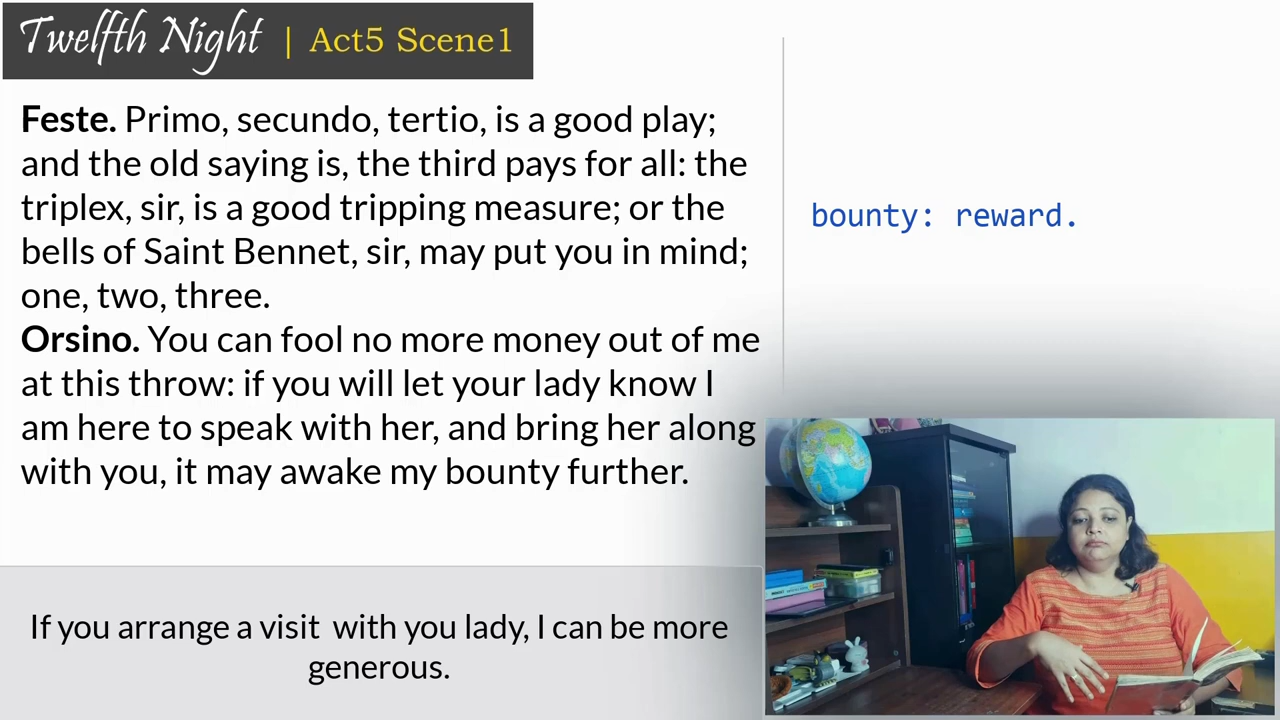 Twelfth Night | Act5 Scene1
Feste. Primo, secundo, tertio, is a good play;
and the old saying is, the third pays for all: the
triplex, sir, is a good tripping measure; or the
bells of Saint Bennet, sir, may put you in mind;
one, two, three.
Orsino. You can fool no more money out of me
at this throw: if you will let your lady know I
am here to speak with her, and bring her along
with you, it may awake my bounty further.
bounty: reward.
If you arrange a visit with you lady, I can be more
generous.